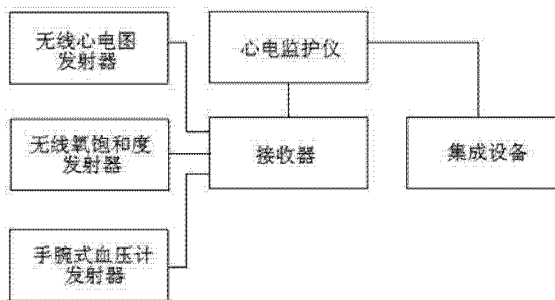 无线心电图
发射器
心电监护仪
无线氧饱和度
发射器
接收器
集成设备
手腕式血压计
发射器